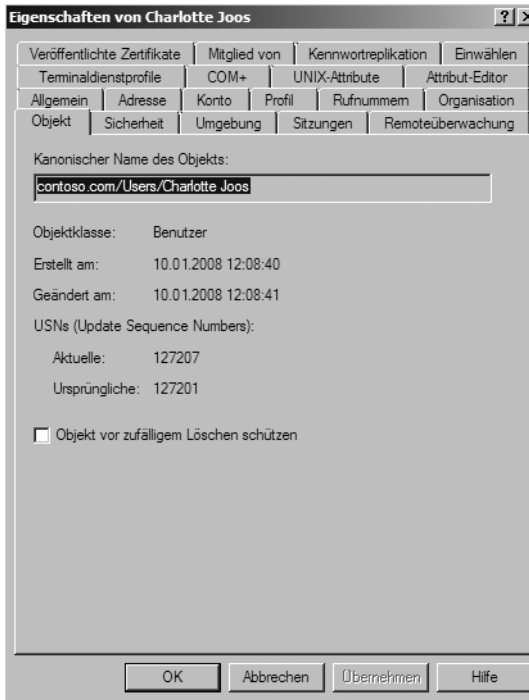 Eigenschaften von Charlotte Joos
Veröffentlichte Zertifikate Mitglied von Kennwortreplikation Einwählen
Terminaldienstprofile COM+ UNIX-Attribute Attribut-Editor
Allgemein Adresse Konto Profil Rufnummern Organisation
Objekt Sicherheit Umgebung Sitzungen Remoteüberwachung
Kanonischer Name des Objekts:
contoso.com/Users/Charlotte Joos
Objektklasse: Benutzer
Erstellt am: 10.01.2008 12:08:40
Geändert am: 10.01.2008 12:08:41
USNs (Update Sequence Numbers):
Aktuelle: 127207
Ursprüngliche: 127201
Objekt vor zufälligem Löschen schützen
OK Abbrechen Übernehmen Hilfe